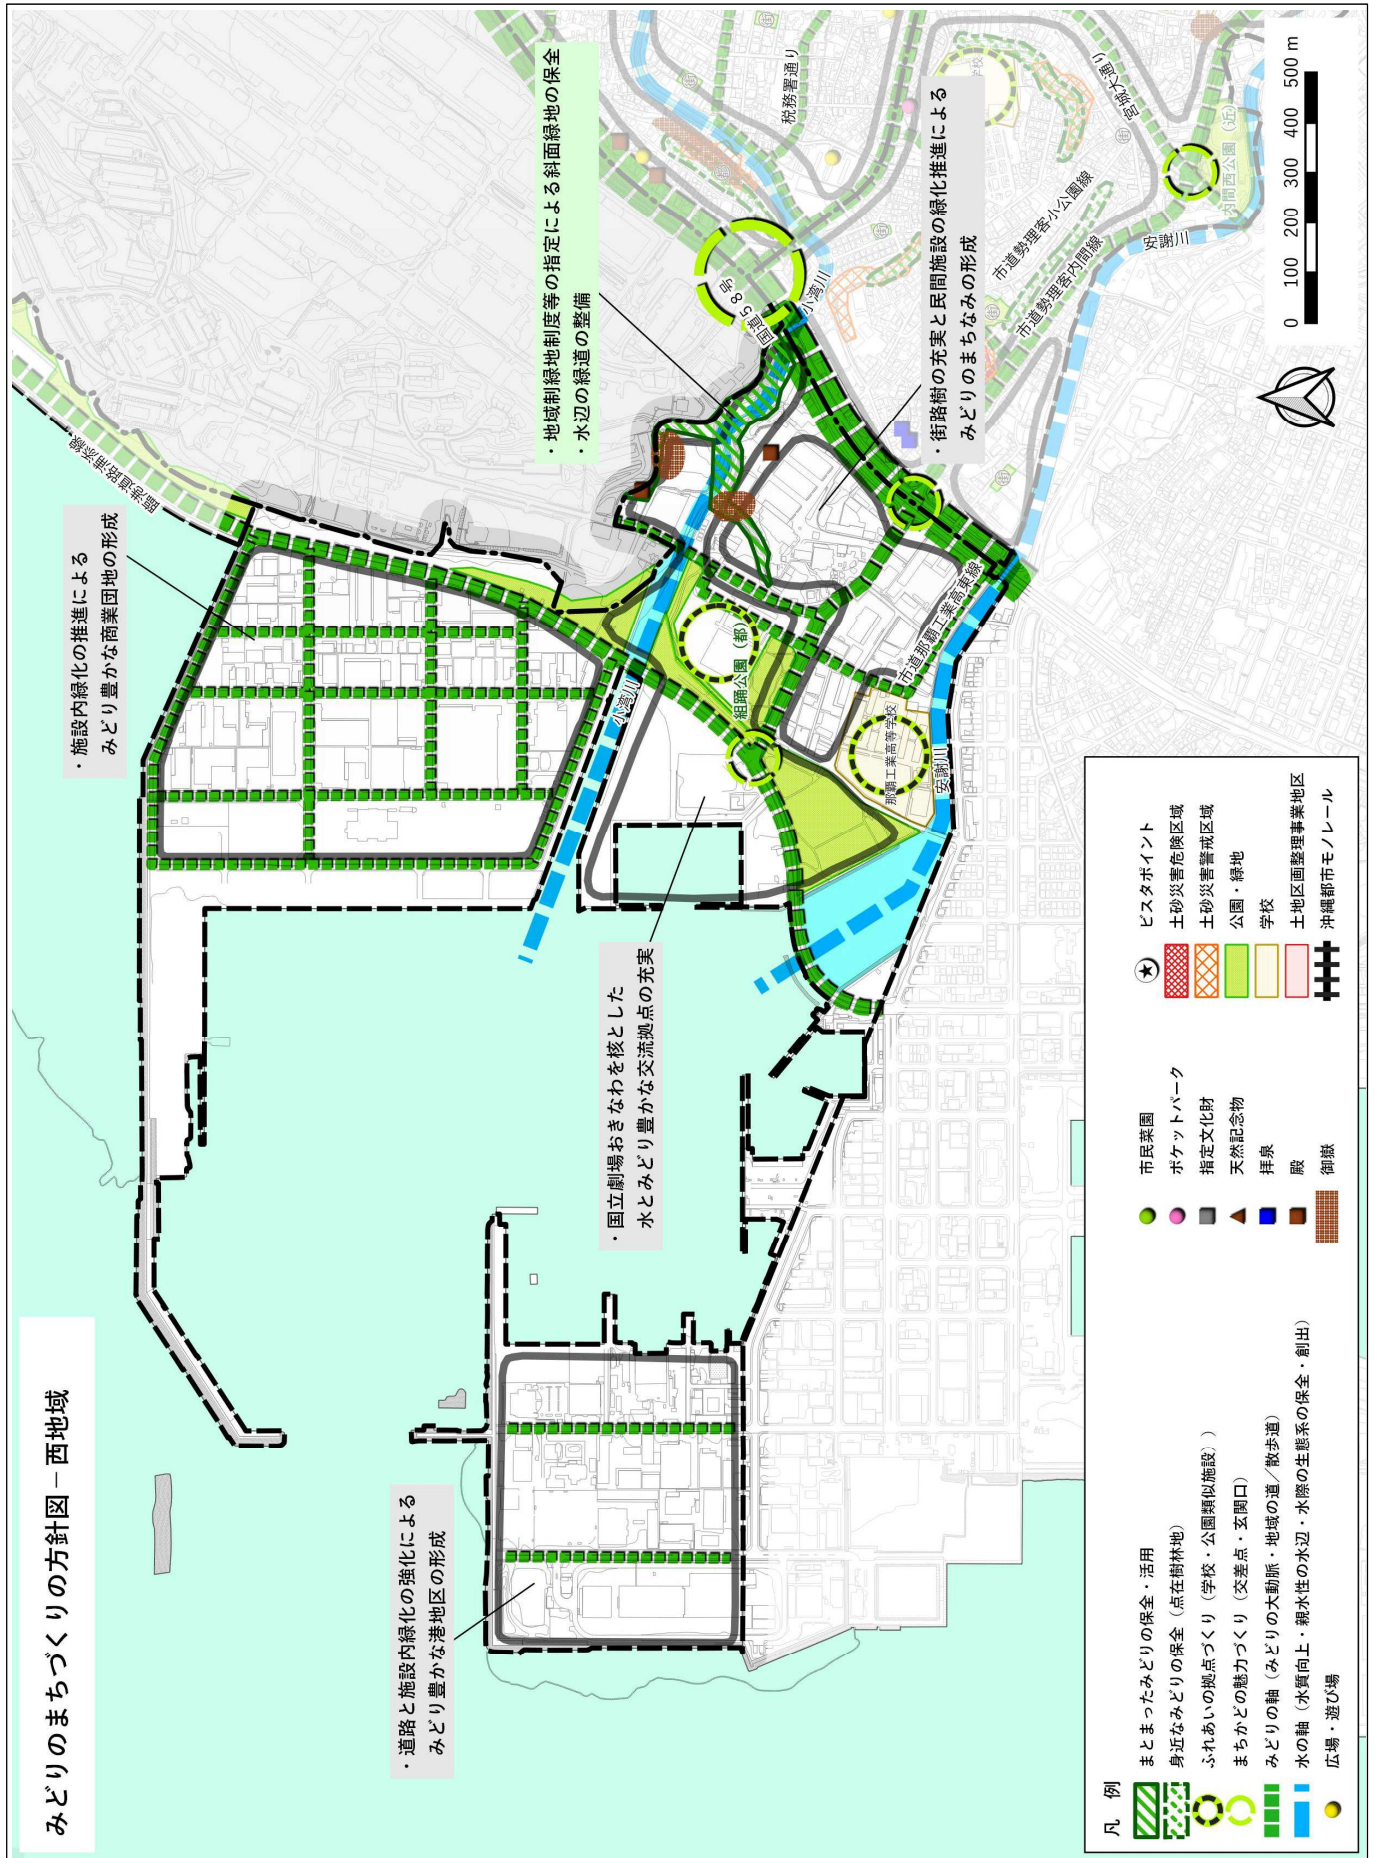 みどりのまちづくりの方針図－西地域
・道路と施設内緑化の強化による
みどり豊かな港地区の形成
・国立劇場おきなわを核とした
水とみどり豊かな交流拠点の充実
・施設内緑化の推進による
みどり豊かな商業団地の形成
・地域制緑地制度等の指定による斜面緑地の保全
・水辺の緑道の整備
・街路樹の充実と民間施設の緑化推進による
みどりのまちなみの形成
臨港道路浦添線
国道58号
小湾川
小湾川
組踊公園（都）
那覇工業高等学校
市道那覇工業高東線
安謝川
安謝川
税務署通り
宮城大通り
学校
市道勢理客小公園線
市道勢理客内間線
内間西公園（近）
街
街
街
街
街
街
0 100 200 300 400 500 m
凡 例
まとまったみどりの保全・活用
身近なみどりの保全（点在樹林地）
ふれあいの拠点づくり（学校・公園類似施設））
まちかどの魅力づくり（交差点・玄関口）
みどりの軸（みどりの大動脈・地域の道／散歩道）
水の軸（水質向上・親水性の水辺・水際の生態系の保全・創出）
広場・遊び場
市民菜園
ポケットパーク
指定文化財
天然記念物
拝泉
殿
御嶽
ビスタポイント
土砂災害危険区域
土砂災害警戒区域
公園・緑地
学校
土地区画整理事業地区
沖縄都市モノレール